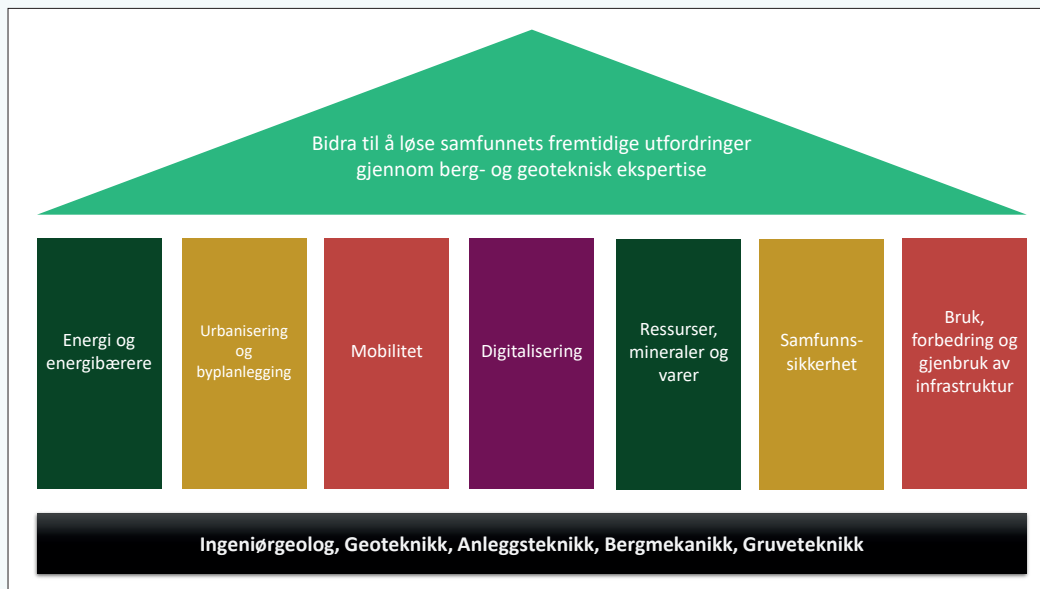 Bidra til å løse samfunnets fremtidige utfordringer
gjennom berg- og geoteknisk ekspertise
Energi og
energibærere
Urbanisering
og
byplanlegging
Mobilitet
Digitalisering
Ressurser,
mineraler og
varer
Samfunns-
sikkerhet
Bruk,
forbedring og
gjenbruk av
infrastruktur
Ingeniørgeolog, Geoteknikk, Anleggsteknikk, Bergmekanikk, Gruveteknikk